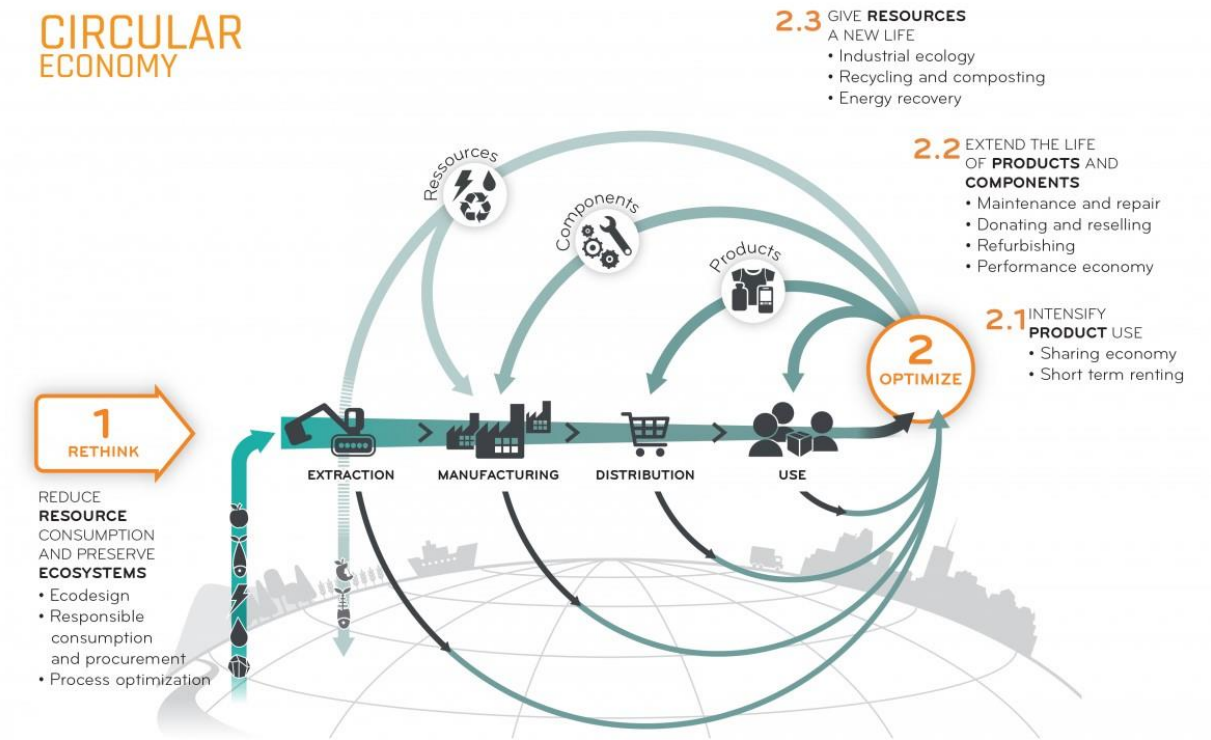 CIRCULAR
ECONOMY
2.3 GIVE RESOURCES
A NEW LIFE
• Industrial ecology
• Recycling and composting
• Energy recovery
2.2 EXTEND THE LIFE
OF PRODUCTS AND
COMPONENTS
• Maintenance and repair
• Donating and reselling
• Refurbishing
• Performance economy
2.1 INTENSIFY
PRODUCT USE
• Sharing economy
• Short term renting
Ressources
Components
Products
2
OPTIMIZE
1
RETHINK
EXTRACTION
MANUFACTURING
DISTRIBUTION
USE
REDUCE
RESOURCE
CONSUMPTION
AND PRESERVE
ECOSYSTEMS
• Ecodesign
• Responsible
consumption
and procurement
• Process optimization